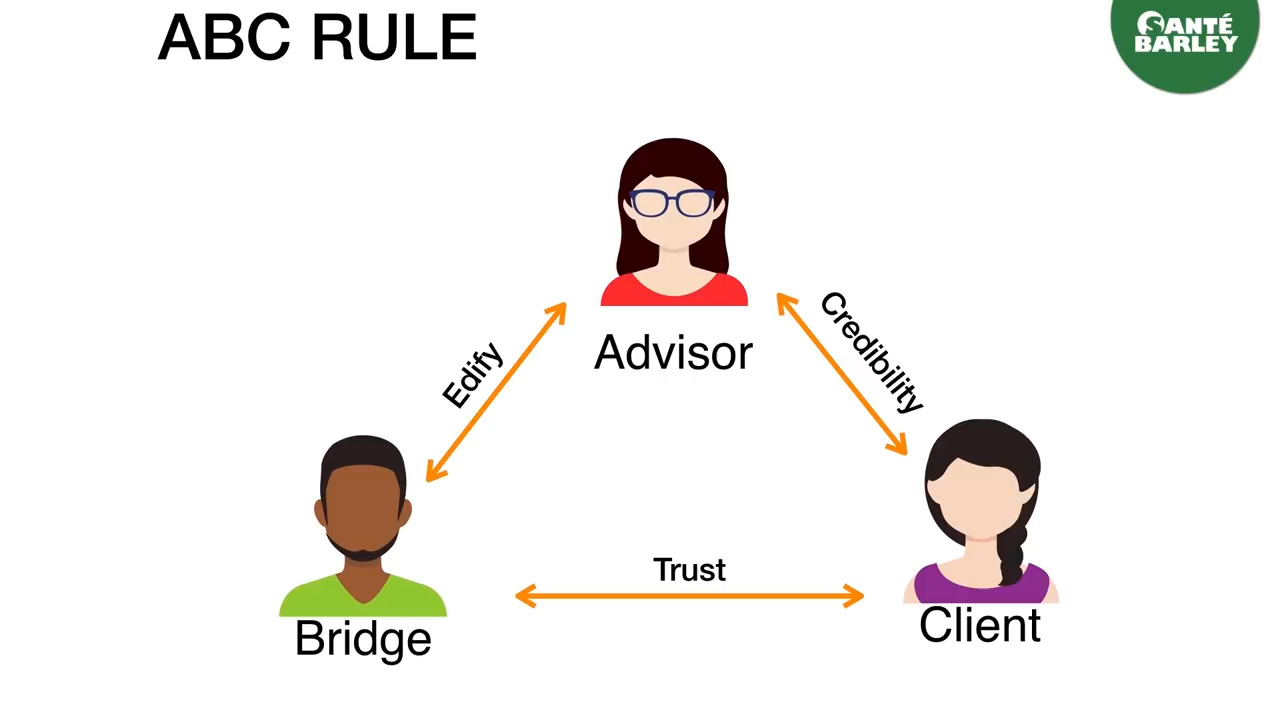 ABC RULE
SANTÉ
BARLEY
Advisor
Edify
Credibility
Trust
Bridge
Client